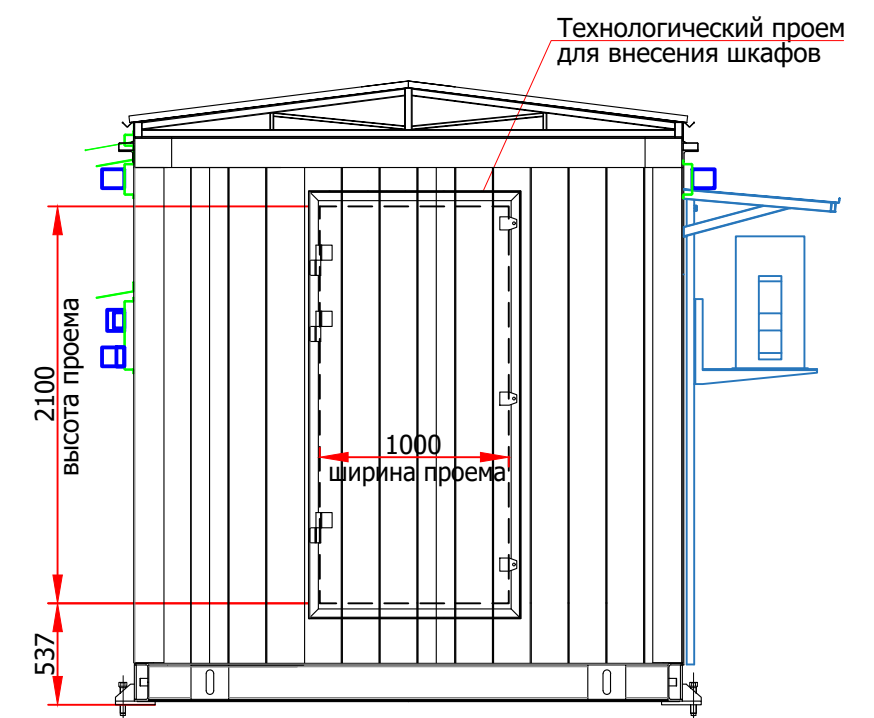 Технологический проем
для внесения шкафов
2100
высота проема
1000
ширина проема
537